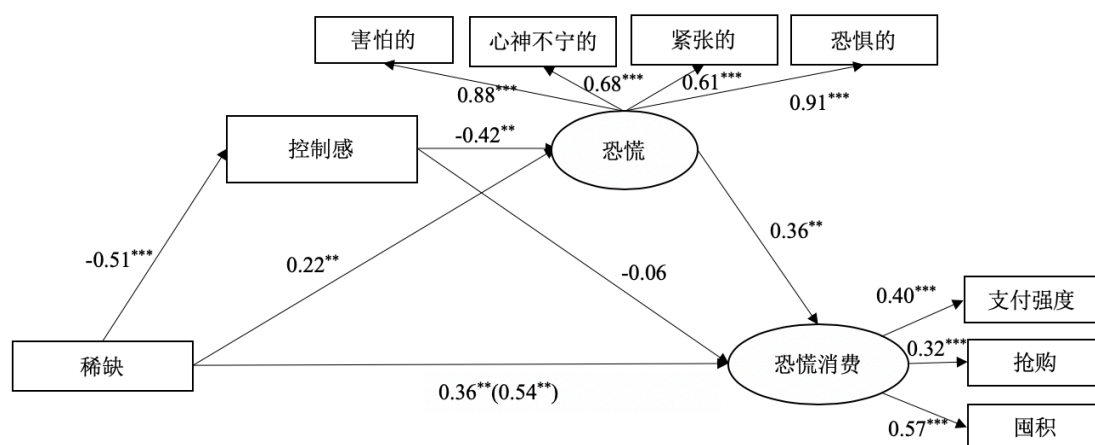 害怕的
心神不宁的
紧张的
恐惧的
0.88***
0.68***
0.61***
0.91***
控制感
-0.42**
恐慌
-0.51***
0.22**
0.36**
-0.06
0.40***
支付强度
稀缺
恐慌消费
0.32***
抢购
0.36**(0.54**)
0.57***
囤积